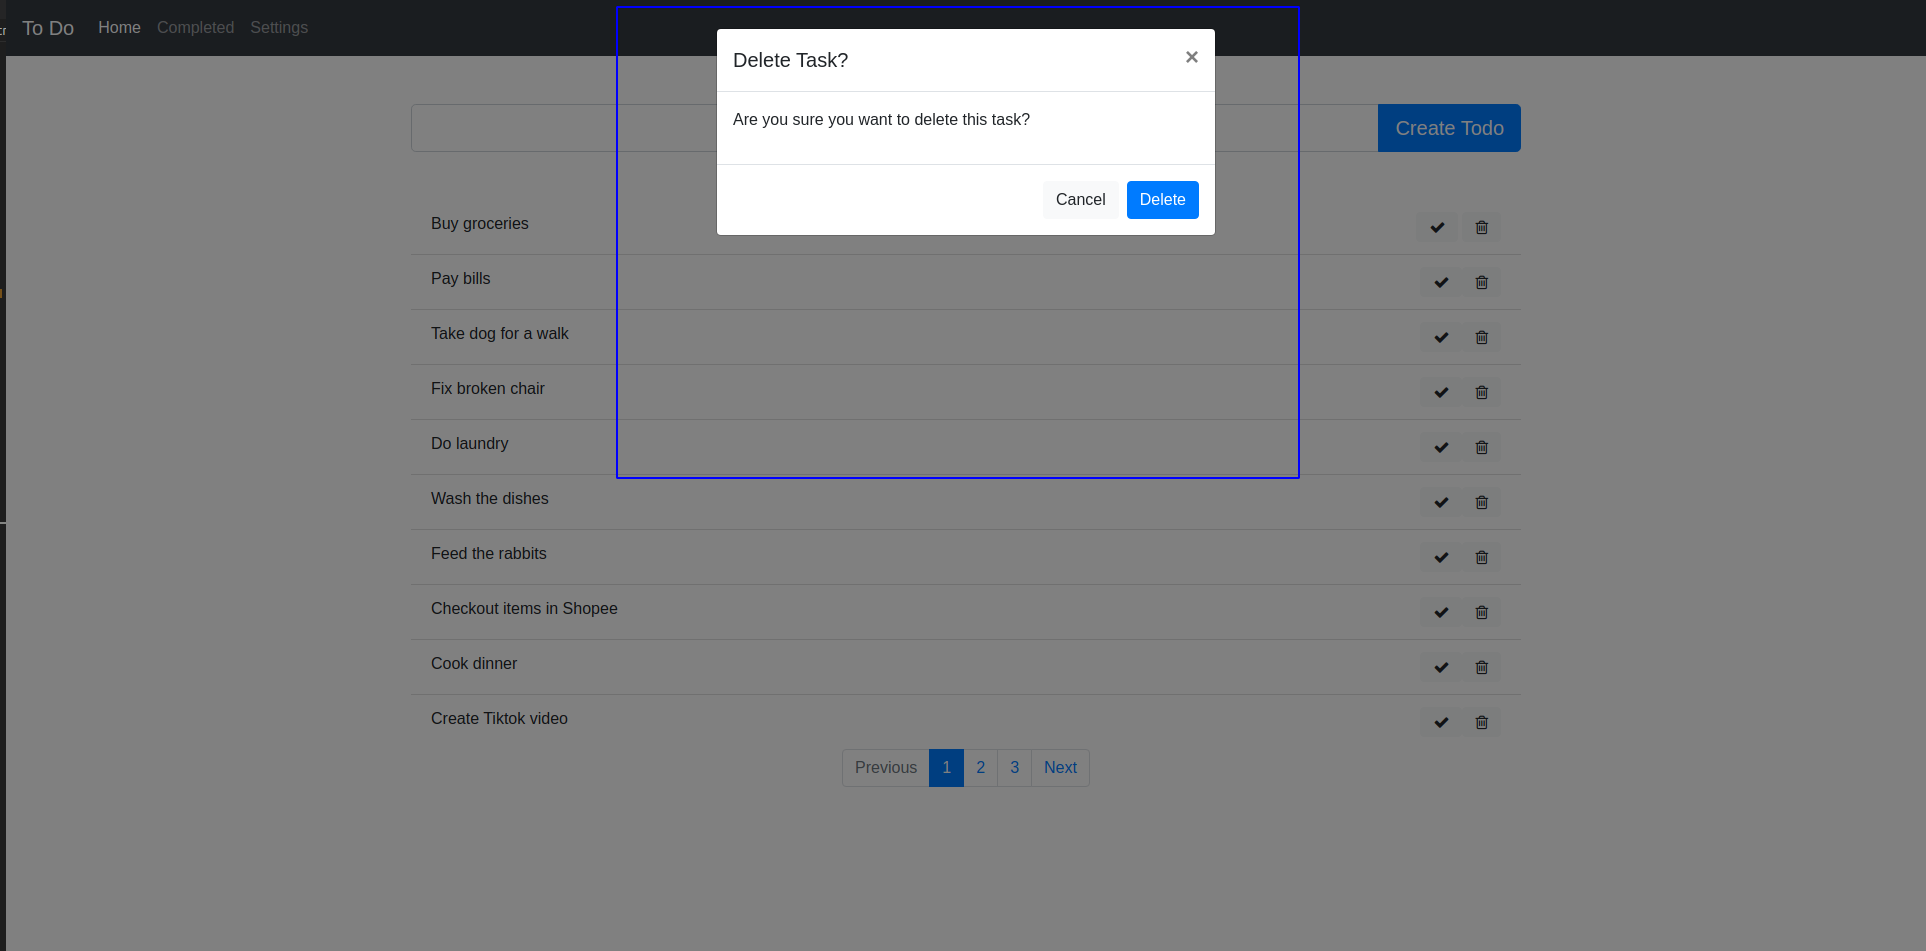 To Do Home Completed Settings
Delete Task? ×
Are you sure you want to delete this task?
Cancel Delete
Create Todo
Buy groceries
Pay bills
Take dog for a walk
Fix broken chair
Do laundry
Wash the dishes
Feed the rabbits
Checkout items in Shopee
Cook dinner
Create Tiktok video
Previous 1 2 3 Next